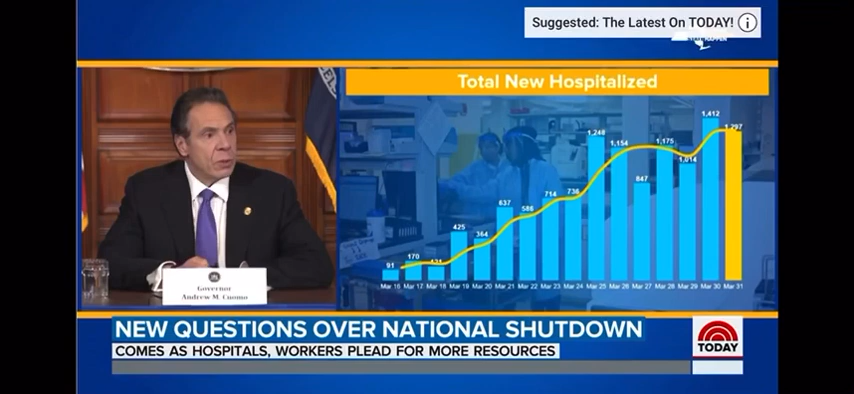 Suggested: The Latest On TODAY!
Total New Hospitalized
1,412
1,297
1,248
1,154
1,175
1,014
847
714
736
637
586
425
364
170
91
Mar 16 Mar 17 Mar 18 Mar 19 Mar 20 Mar 21 Mar 22 Mar 23 Mar 24 Mar 25 Mar 26 Mar 27 Mar 28 Mar 29 Mar 30 Mar 31
Governor
Andrew M. Cuomo
NEW QUESTIONS OVER NATIONAL SHUTDOWN
COMES AS HOSPITALS, WORKERS PLEAD FOR MORE RESOURCES
TODAY